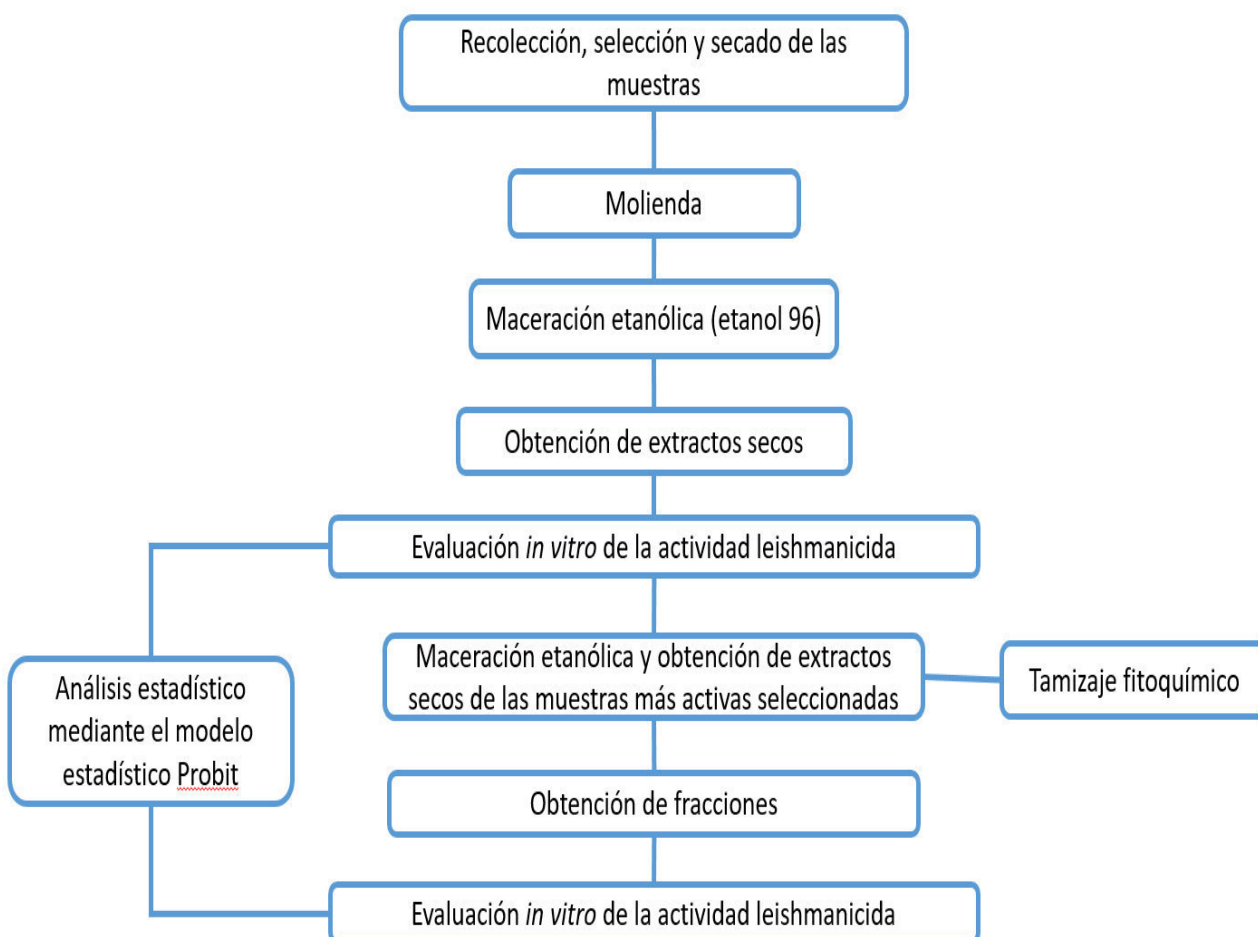 Recolección, selección y secado de las
muestras
Molienda
Maceración etanólica (etanol 96)
Obtención de extractos secos
Evaluación in vitro de la actividad leishmanicida
Maceración etanólica y obtención de extractos
secos de las muestras más activas seleccionadas
Tamizaje fitoquímico
Análisis estadístico
mediante el modelo
estadístico Probit
Obtención de fracciones
Evaluación in vitro de la actividad leishmanicida